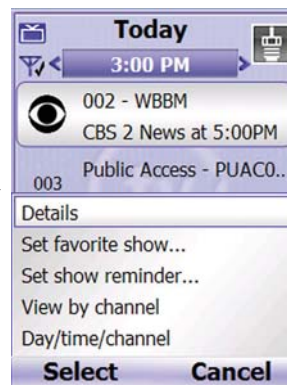 Today
3:00 PM
002 - WBBM
CBS 2 News at 5:00PM
003 Public Access - PUAC0..
Details
Set favorite show...
Set show reminder...
View by channel
Day/time/channel
Select Cancel